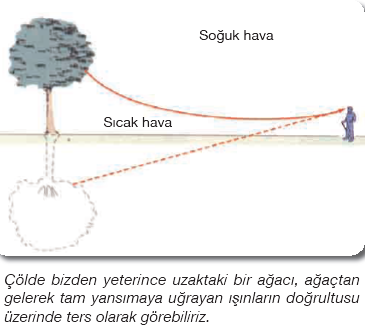 Soğuk hava
Sıcak hava
Çölde bizden yeterince uzaktaki bir ağacı, ağaçtan
gelerek tam yansımaya uğrayan ışınların doğrultusu
üzerinde ters olarak görebiliriz.